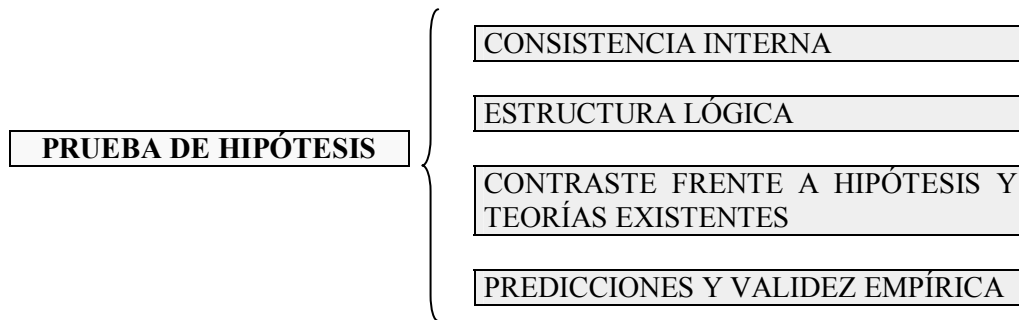 PRUEBA DE HIPÓTESIS
CONSISTENCIA INTERNA
ESTRUCTURA LÓGICA
CONTRASTE FRENTE A HIPÓTESIS Y
TEORÍAS EXISTENTES
PREDICCIONES Y VALIDEZ EMPÍRICA